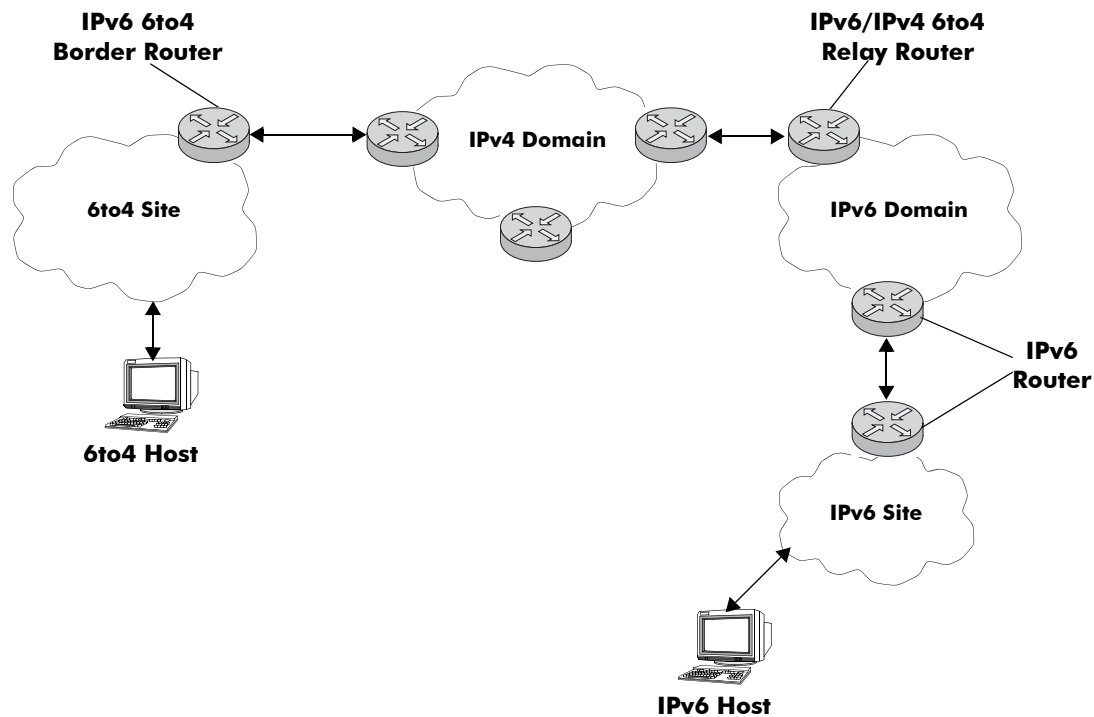 IPv6 6to4
Border Router
IPv6/IPv4 6to4
Relay Router
IPv4 Domain
6to4 Site
IPv6 Domain
IPv6
Router
6to4 Host
IPv6 Site
IPv6 Host